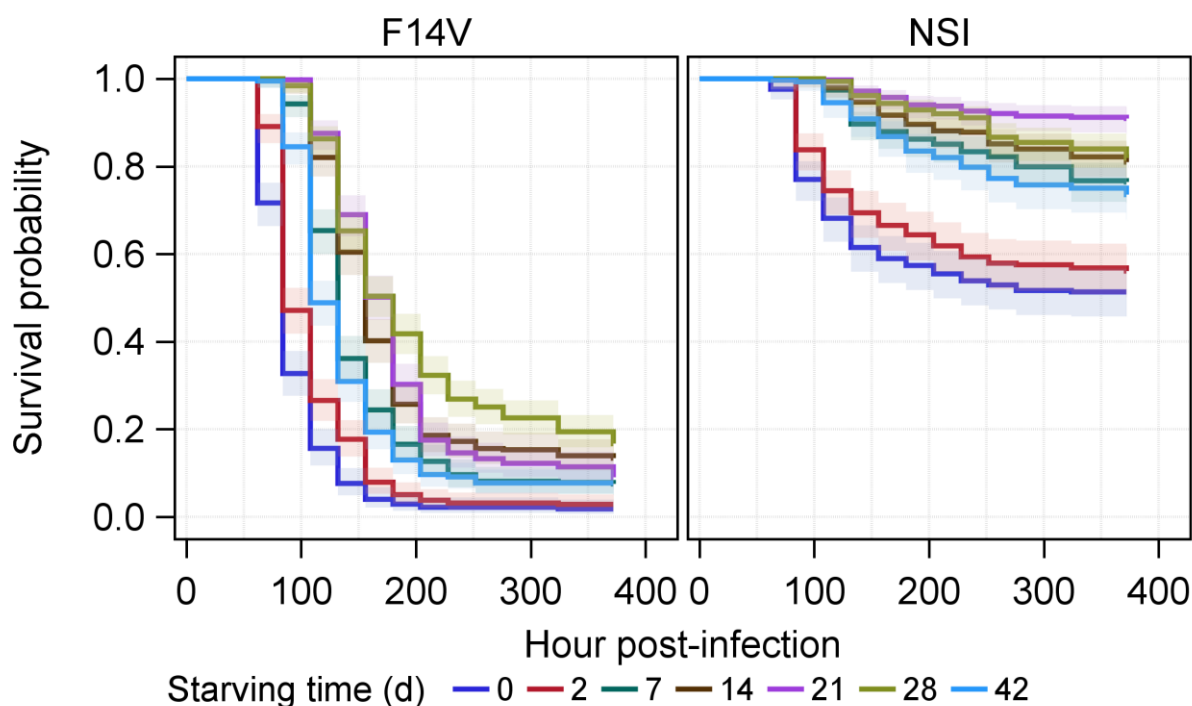 F14V NSI
1.0
0.8
0.6
0.4
0.2
0.0
Survival probability
0 100 200 300 400 0 100 200 300 400
Hour post-infection
Starving time (d) 0 2 7 14 21 28 42